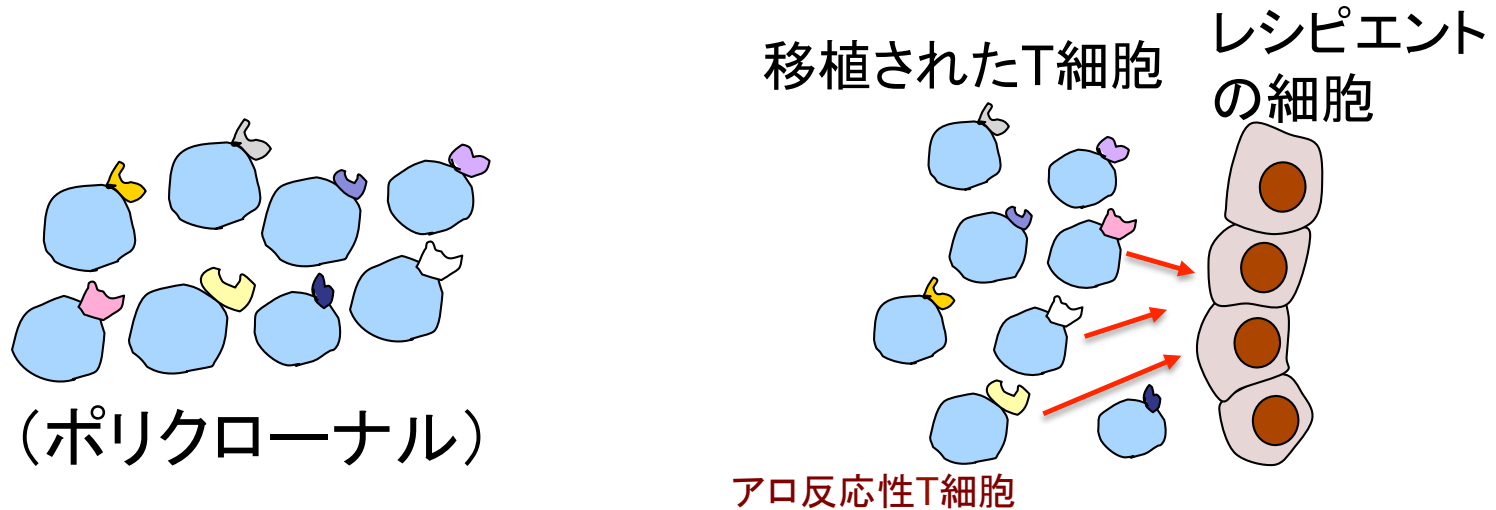 移植されたT細胞
レシピエント
の細胞
（ポリクローナル）
アロ反応性T細胞